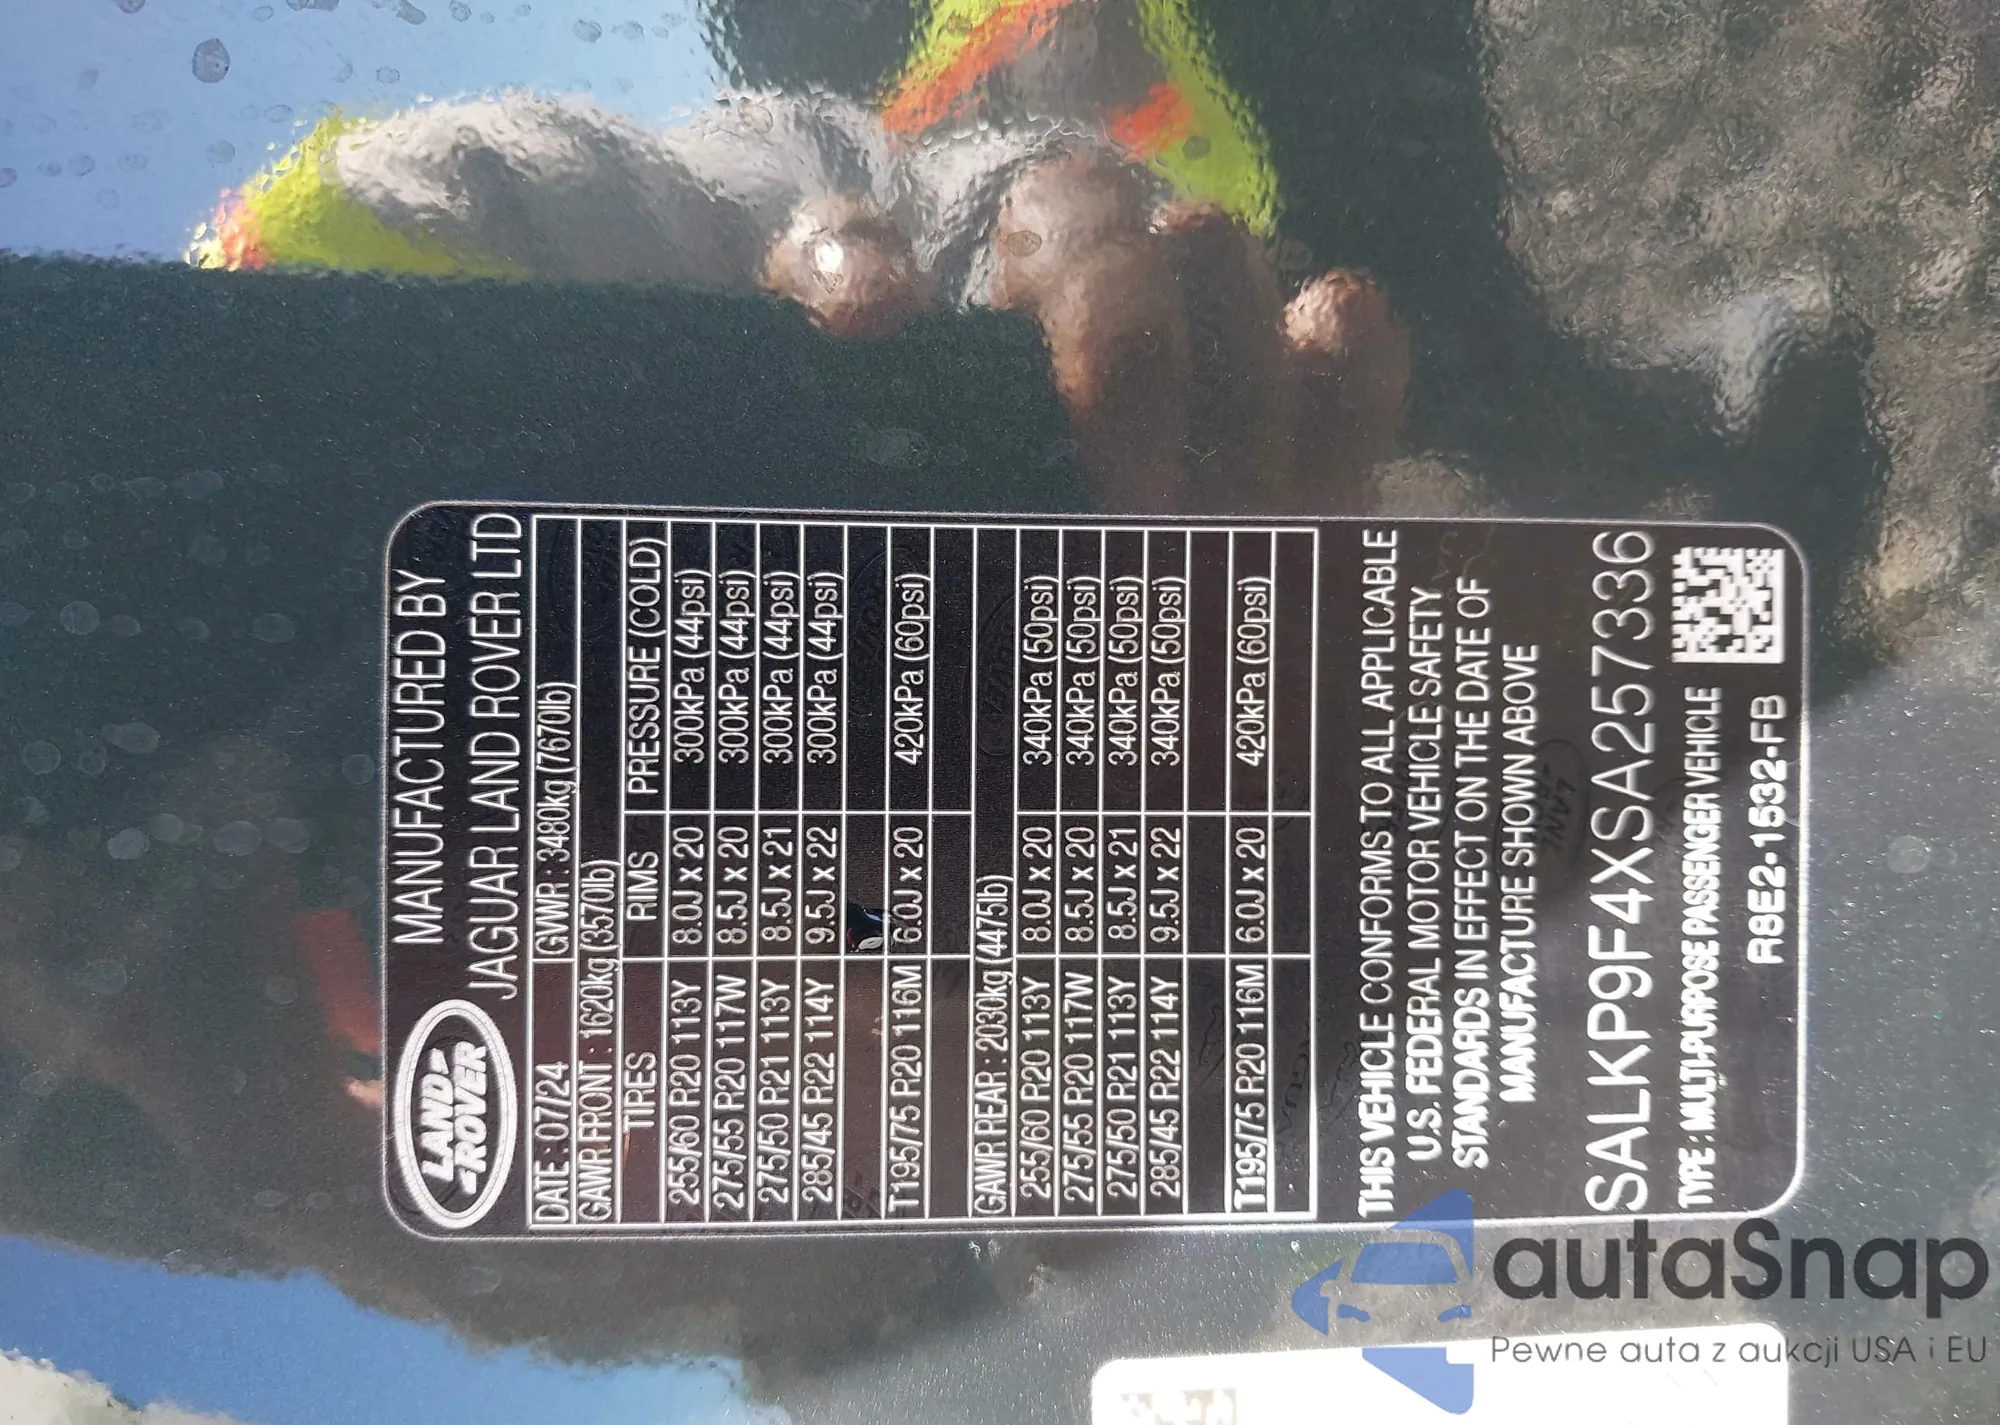 LAND-
-ROVER
MANUFACTURED BY
JAGUAR LAND ROVER LTD
DATE : 07/24 GVWR : 3480kg (7670lb)
GAWR FRONT : 1620kg (3570lb)
TIRES RIMS PRESSURE (COLD)
255/60 R20 113Y 8.0J x 20 300kPa (44psi)
275/55 R20 117W 8.5J x 20 300kPa (44psi)
275/50 R21 113Y 8.5J x 21 300kPa (44psi)
285/45 R22 114Y 9.5J x 22 300kPa (44psi)
T195/75 R20 116M 6.0J x 20 420kPa (60psi)
GAWR REAR : 2030kg (4475lb)
255/60 R20 113Y 8.0J x 20 340kPa (50psi)
275/55 R20 117W 8.5J x 20 340kPa (50psi)
275/50 R21 113Y 8.5J x 21 340kPa (50psi)
285/45 R22 114Y 9.5J x 22 340kPa (50psi)
T195/75 R20 116M 6.0J x 20 420kPa (60psi)
THIS VEHICLE CONFORMS TO ALL APPLICABLE
U.S. FEDERAL MOTOR VEHICLE SAFETY
STANDARDS IN EFFECT ON THE DATE OF
MANUFACTURE SHOWN ABOVE
SALKP9F4XSA257336
TYPE : MULTI-PURPOSE PASSENGER VEHICLE
R8E2-1532-FB
autaSnap
Pewne auta z aukcji USA i EU